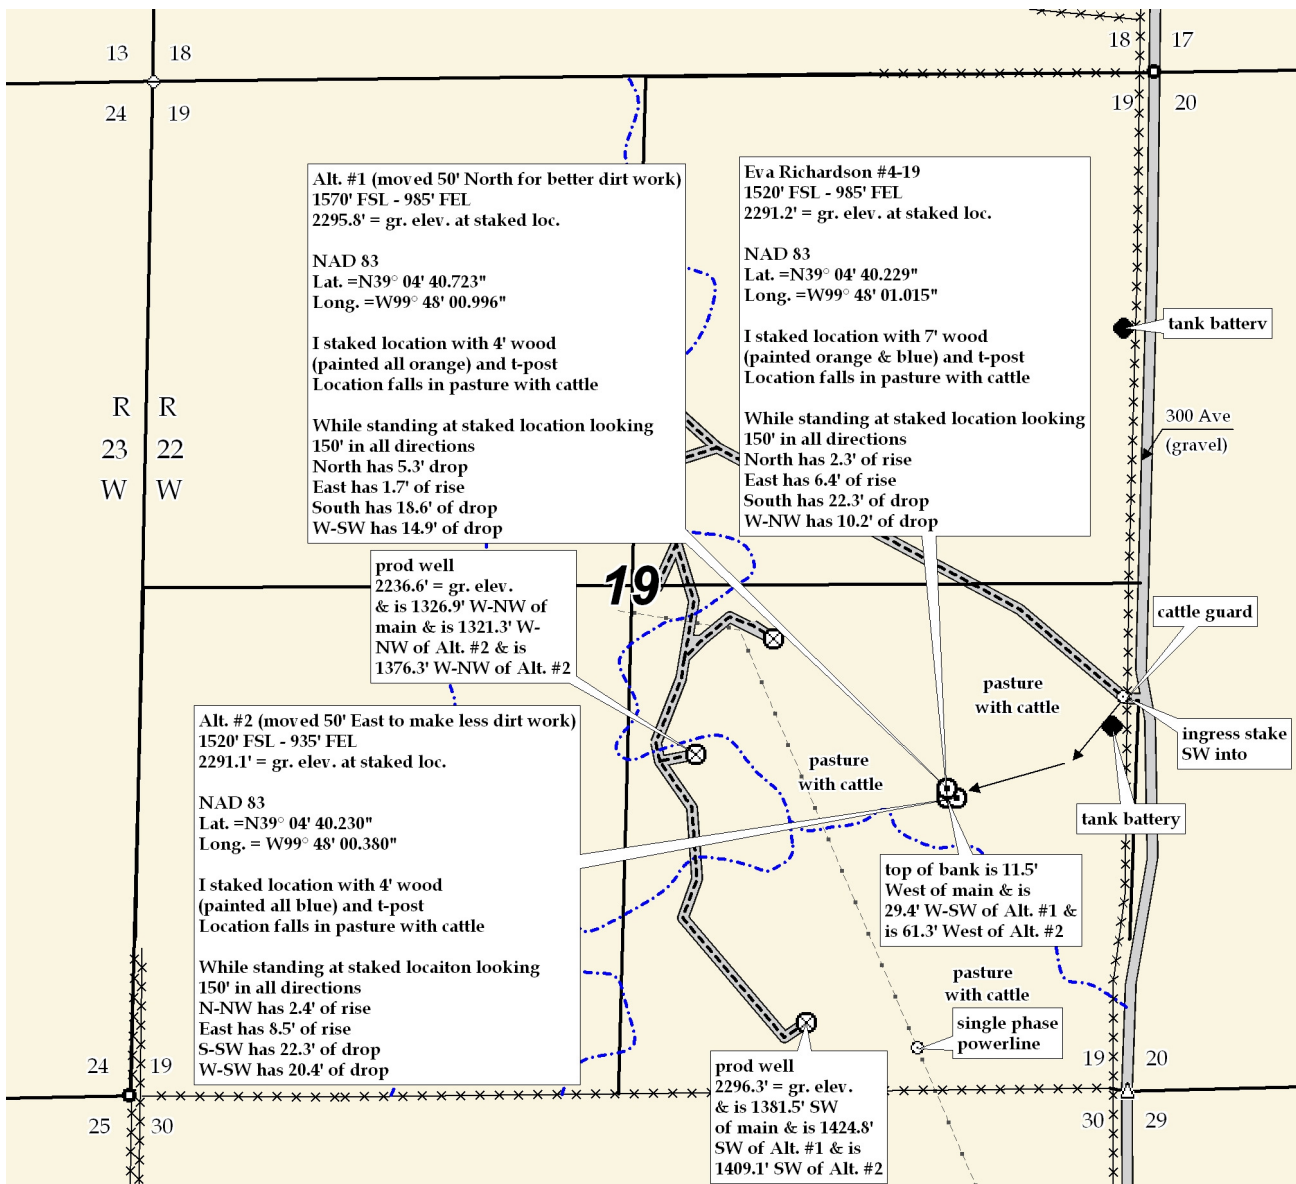 13
18
18
17
24
19
19
20
Alt. #1 (moved 50' North for better dirt work)
1570' FSL - 985' FEL
2295.8' = gr. elev. at staked loc.
NAD 83
Lat. =N39° 04' 40.723"
Long. =W99° 48' 00.996"
I staked location with 4' wood
(painted all orange) and t-post
Location falls in pasture with cattle
While standing at staked location looking
150' in all directions
North has 5.3' drop
East has 1.7' of rise
South has 18.6' of drop
W-SW has 14.9' of drop
Eva Richardson #4-19
1520' FSL - 985' FEL
2291.2' = gr. elev. at staked loc.
NAD 83
Lat. =N39° 04' 40.229"
Long. =W99° 48' 01.015"
I staked location with 7' wood
(painted orange & blue) and t-post
Location falls in pasture with cattle
While standing at staked location looking
150' in all directions
North has 2.3' of rise
East has 6.4' of rise
South has 22.3' of drop
W-NW has 10.2' of drop
tank battery
300 Ave
(gravel)
R
23
W
R
22
W
prod well
2236.6' = gr. elev.
& is 1326.9' W-NW of
main & is 1321.3' W-
NW of Alt. #2 & is
1376.3' W-NW of Alt. #2
19
cattle guard
pasture
with cattle
ingress stake
SW into
pasture
with cattle
tank battery
Alt. #2 (moved 50' East to make less dirt work)
1520' FSL - 935' FEL
2291.1' = gr. elev. at staked loc.
NAD 83
Lat. =N39° 04' 40.230"
Long. = W99° 48' 00.380"
I staked location with 4' wood
(painted all blue) and t-post
Location falls in pasture with cattle
While standing at staked locaiton looking
150' in all directions
N-NW has 2.4' of rise
East has 8.5' of rise
S-SW has 22.3' of drop
W-SW has 20.4' of drop
top of bank is 11.5'
West of main & is
29.4' W-SW of Alt. #1 &
is 61.3' West of Alt. #2
pasture
with cattle
single phase
powerline
prod well
2296.3' = gr. elev.
& is 1381.5' SW
of main & is 1424.8'
SW of Alt. #1 & is
1409.1' SW of Alt. #2
24
19
19
20
25
30
30
29